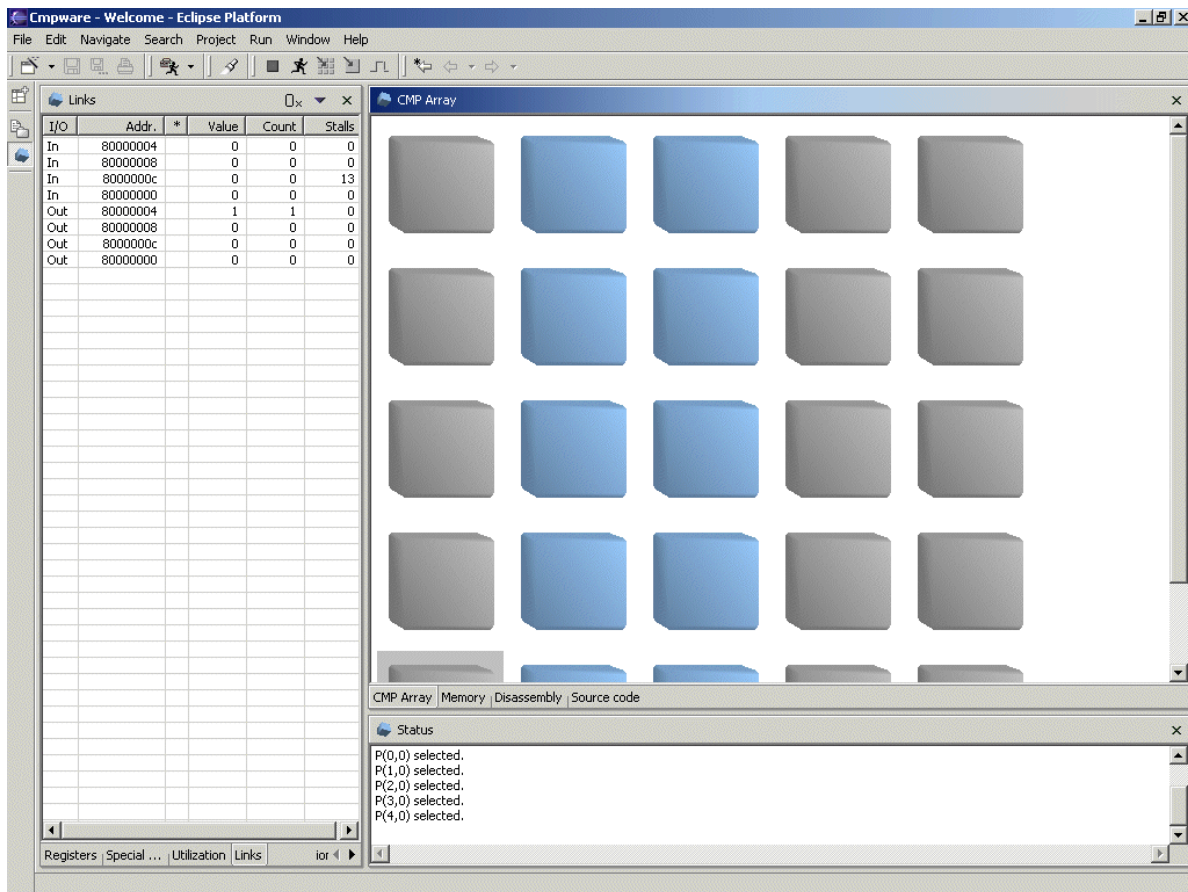 Cmpware - Welcome - Eclipse Platform
File Edit Navigate Search Project Run Window Help
Links
I/O Addr. * Value Count Stalls
In 80000004 0 0 0
In 80000008 0 0 0
In 8000000c 0 0 13
In 80000000 0 0 0
Out 80000004 1 1 0
Out 80000008 0 0 0
Out 8000000c 0 0 0
Out 80000000 0 0 0
Registers Special ... Utilization Links ior
CMP Array
CMP Array Memory Disassembly Source code
Status
P(0,0) selected.
P(1,0) selected.
P(2,0) selected.
P(3,0) selected.
P(4,0) selected.